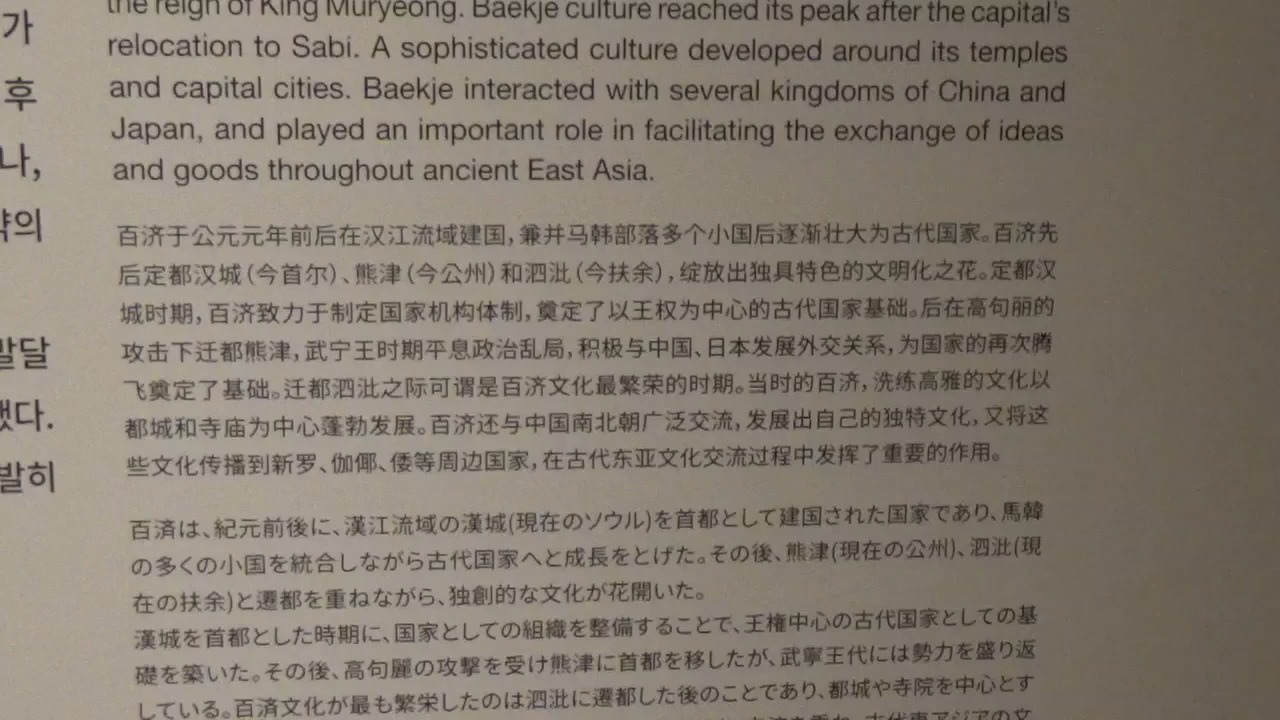 가
후
나,
약의
발달
했다.
발히
the reign of King Muryeong. Baekje culture reached its peak after the capital's
relocation to Sabi. A sophisticated culture developed around its temples
and capital cities. Baekje interacted with several kingdoms of China and
Japan, and played an important role in facilitating the exchange of ideas
and goods throughout ancient East Asia.
百济于公元元年前后在汉江流域建国，兼并马韩部落多个小国后逐渐壮大为古代国家。百济先
后定都汉城（今首尔）、熊津（今公州）和泗沘（今扶余），绽放出独具特色的文明化之花。定都汉
城时期，百济致力于制定国家机构体制，奠定了以王权为中心的古代国家基础。后在高句丽的
攻击下迁都熊津，武宁王时期平息政治乱局，积极与中国、日本发展外交关系，为国家的再次腾
飞奠定了基础。迁都泗沘之际可谓是百济文化最繁荣的时期。当时的百济，洗练高雅的文化以
都城和寺庙为中心蓬勃发展。百济还与中国南北朝广泛交流，发展出自己的独特文化，又将这
些文化传播到新罗、伽倻、倭等周边国家，在古代东亚文化交流过程中发挥了重要的作用。
百済は、紀元前後に、漢江流域の漢城(現在のソウル)を首都として建国された国家であり、馬韓
の多くの小国を統合しながら古代国家へと成長をとげた。その後、熊津(現在の公州)、泗沘(現
在の扶余)と遷都を重ねながら、独創的な文化が花開いた。
漢城を首都とした時期に、国家としての組織を整備することで、王権中心の古代国家としての基
礎を築いた。その後、高句麗の攻撃を受け熊津に首都を移したが、武寧王代には勢力を盛り返
している。百済文化が最も繁栄したのは泗沘に遷都した後のことであり、都城や寺院を中心とす